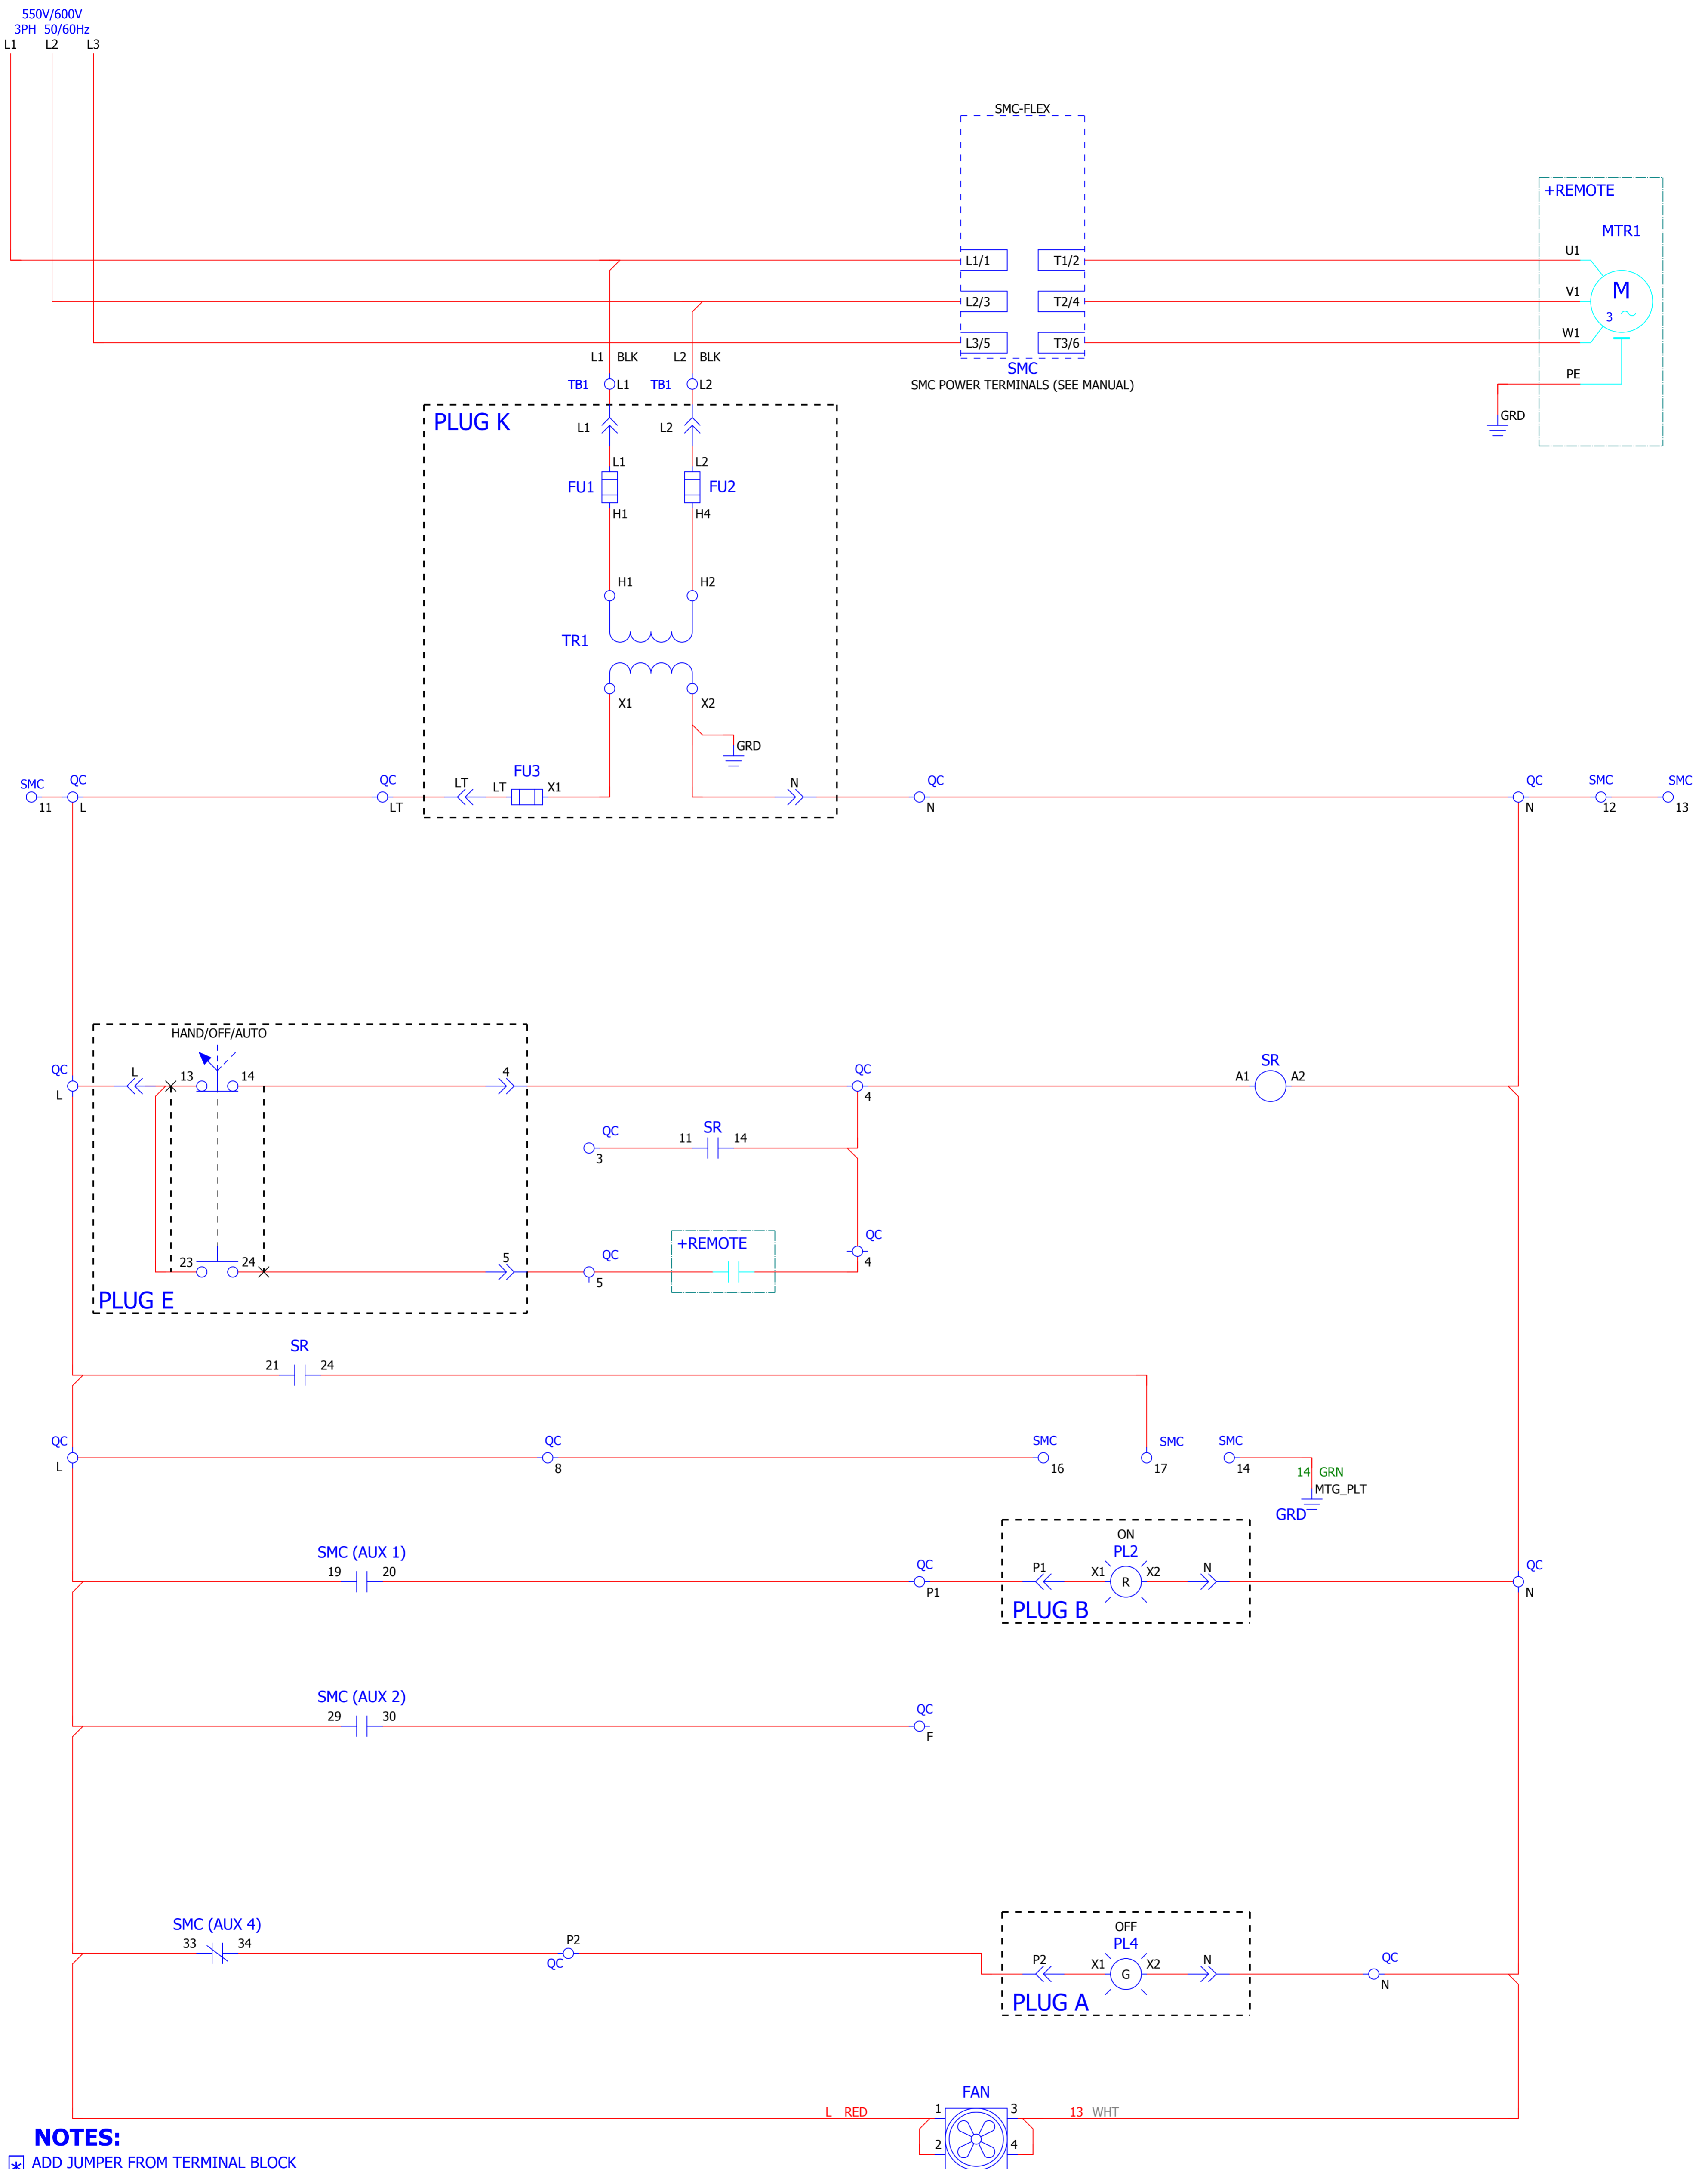 550V/600V
3PH 50/60Hz
L1 L2 L3
SMC-FLEX
+REMOTE
MTR1
U1
L1/1 T1/2
M
3
V1
L2/3 T2/4
W1
L3/5 T3/6
SMC
SMC POWER TERMINALS (SEE MANUAL)
PE
GRD
L1 BLK L2 BLK
TB1 L1 TB1 L2
PLUG K
L1 L2
L1 L2
FU1 FU2
H1 H4
H1 H2
TR1
X1 X2
GRD
SMC QC QC LT LT FU3 X1 N QC QC SMC SMC
11 L LT N N 12 13
HAND/OFF/AUTO
QC L 13 14 4 QC SR
L 4 A1 A2
QC 11 SR 14
3
+REMOTE
QC
23 24 5 QC 4
5
PLUG E
SR
21 24
QC QC SMC SMC SMC
L 8 16 17 14
14 GRN
MTG_PLT
GRD
SMC (AUX 1)
19 20
ON
PL2
QC P1 X1 R X2 N QC
P1 N
PLUG B
SMC (AUX 2)
29 30 QC
F
SMC (AUX 4)
33 34 P2
QC
OFF
PL4
P2 X1 G X2 N QC
N
PLUG A
FAN
L RED 1 3 13 WHT
2 4
NOTES:
* ADD JUMPER FROM TERMINAL BLOCK